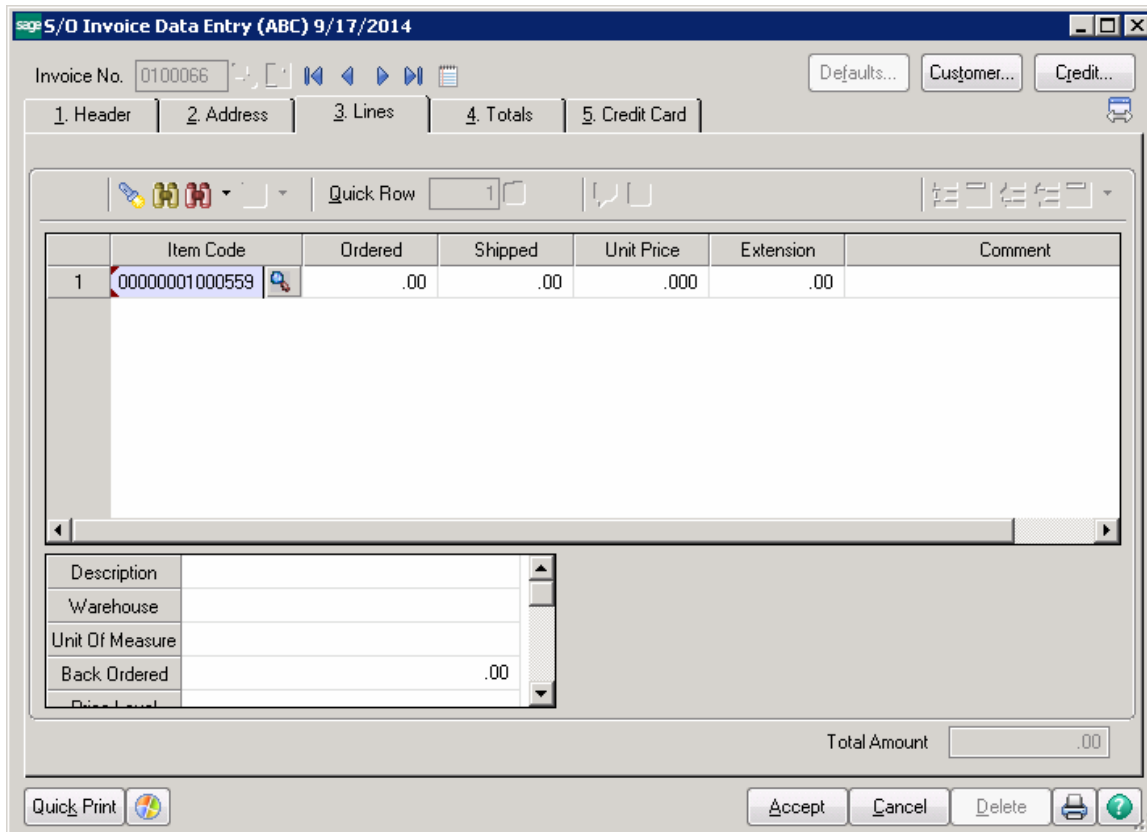 sage S/O Invoice Data Entry (ABC) 9/17/2014
Invoice No. 0100066 Defaults... Customer... Credit...
1. Header 2. Address 3. Lines 4. Totals 5. Credit Card
Quick Row 1
Item Code Ordered Shipped Unit Price Extension Comment
1 00000001000559 .00 .00 .000 .00
Description
Warehouse
Unit Of Measure
Back Ordered .00
Price Level
Total Amount .00
Quick Print Accept Cancel Delete